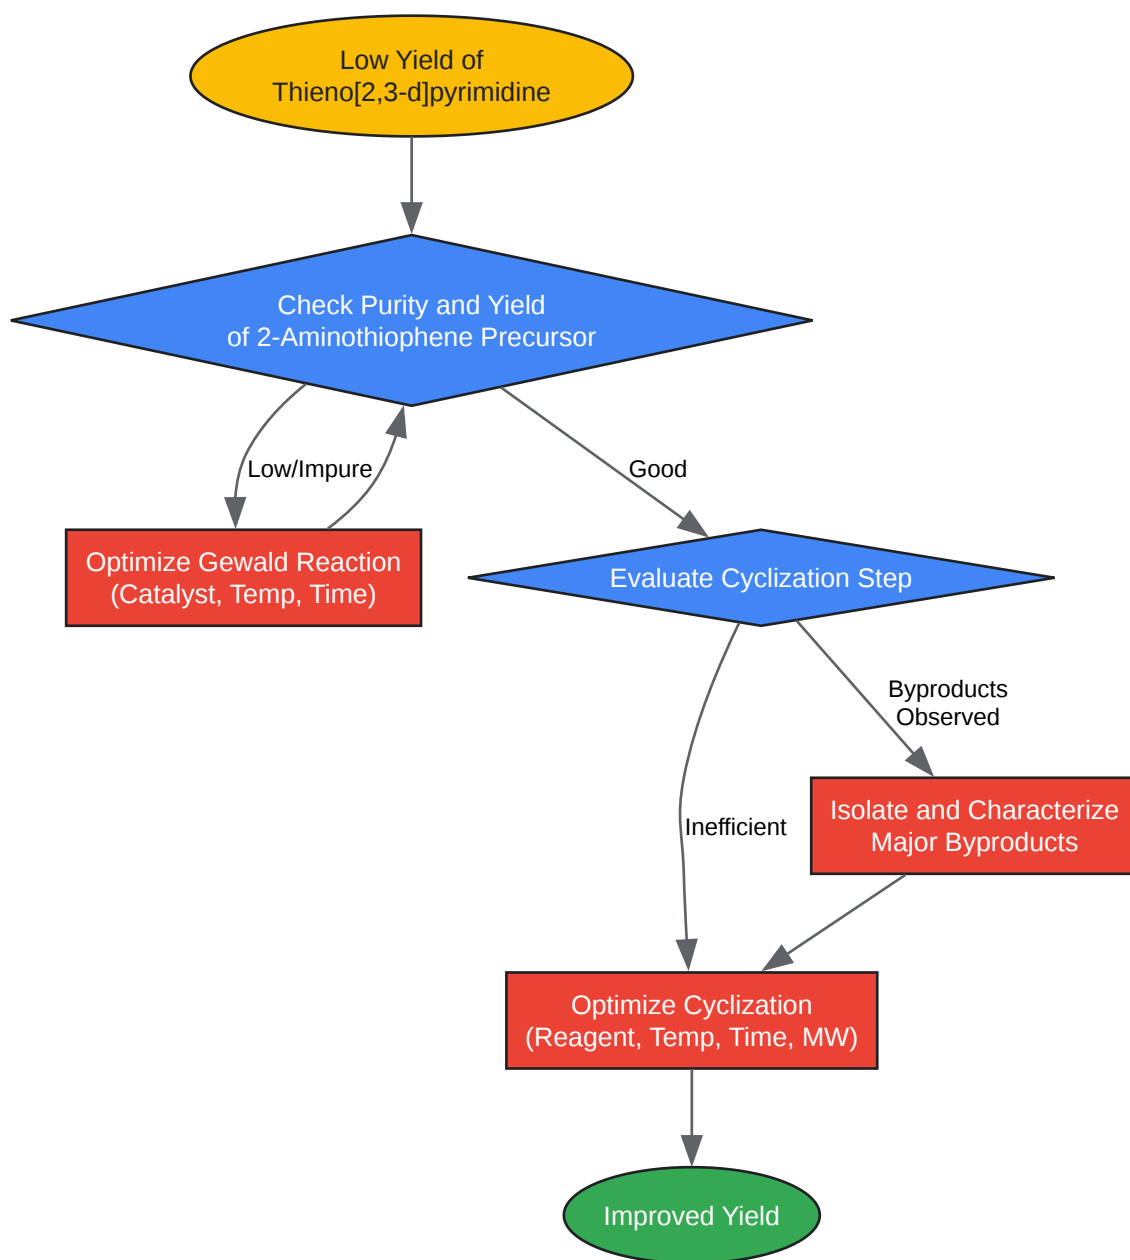 Low Yield of
Thieno[2,3-d]pyrimidine
Check Purity and Yield
of 2-Aminothiophene Precursor
Low/Impure
Good
Optimize Gewald Reaction
(Catalyst, Temp, Time)
Evaluate Cyclization Step
Byproducts
Observed
Inefficient
Isolate and Characterize
Major Byproducts
Optimize Cyclization
(Reagent, Temp, Time, MW)
Improved Yield